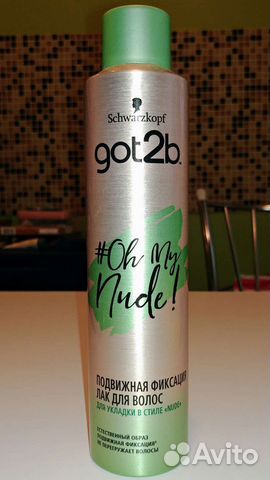 Schwarzkopf
got2b.
#Oh My
Nude!
ПОДВИЖНАЯ ФИКСАЦИЯ
ЛАК ДЛЯ ВОЛОС
ДЛЯ УКЛАДКИ В СТИЛЕ «NUDE»
ЕСТЕСТВЕННЫЙ ОБРАЗ
ПОДВИЖНАЯ ФИКСАЦИЯ
НЕ ПЕРЕГРУЖАЕТ ВОЛОСЫ
Avito